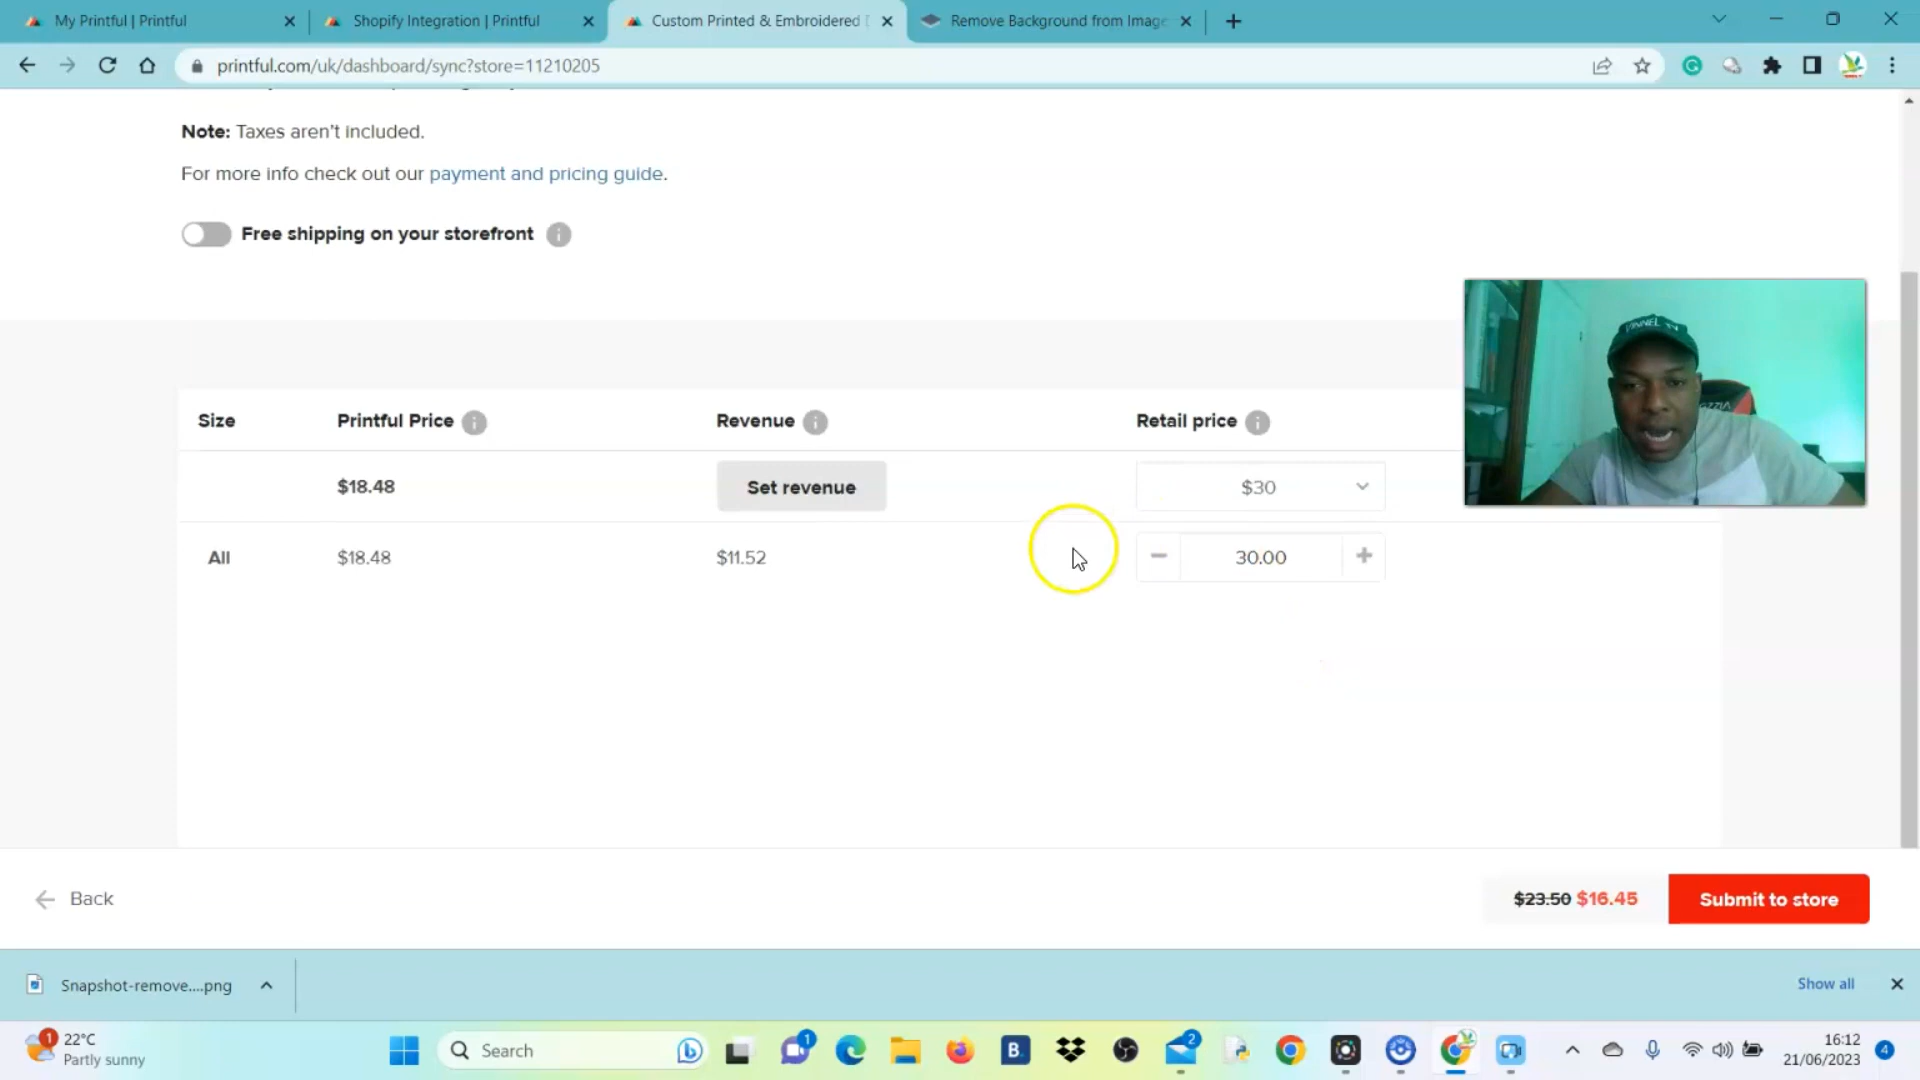 My Printful | Printful
Shopify Integration | Printful
Custom Printed & Embroidered
Remove Background from Image
printful.com/uk/dashboard/sync?store=11210205
Note: Taxes aren't included.
For more info check out our payment and pricing guide.
Free shipping on your storefront
Size Printful Price Revenue Retail price
$18.48 Set revenue $30
All $18.48 $11.52 30.00
Back
$23.50 $16.45 Submit to store
Snapshot-remove....png
Show all
1 22°C
Partly sunny
Search
1
B.
2
16:12
21/06/2023
4